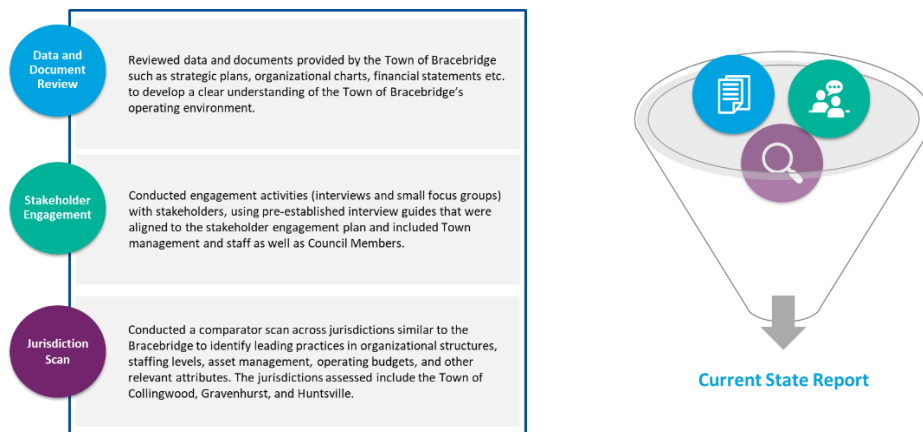 Data and
Document
Review
Reviewed data and documents provided by the Town of Bracebridge
such as strategic plans, organizational charts, financial statements etc.
to develop a clear understanding of the Town of Bracebridge's
operating environment.
Stakeholder
Engagement
Conducted engagement activities (interviews and small focus groups)
with stakeholders, using pre-established interview guides that were
aligned to the stakeholder engagement plan and included Town
management and staff as well as Council Members.
Jurisdiction
Scan
Conducted a comparator scan across jurisdictions similar to the
Bracebridge to identify leading practices in organizational structures,
staffing levels, asset management, operating budgets, and other
relevant attributes. The jurisdictions assessed include the Town of
Collingwood, Gravenhurst, and Huntsville.
Current State Report